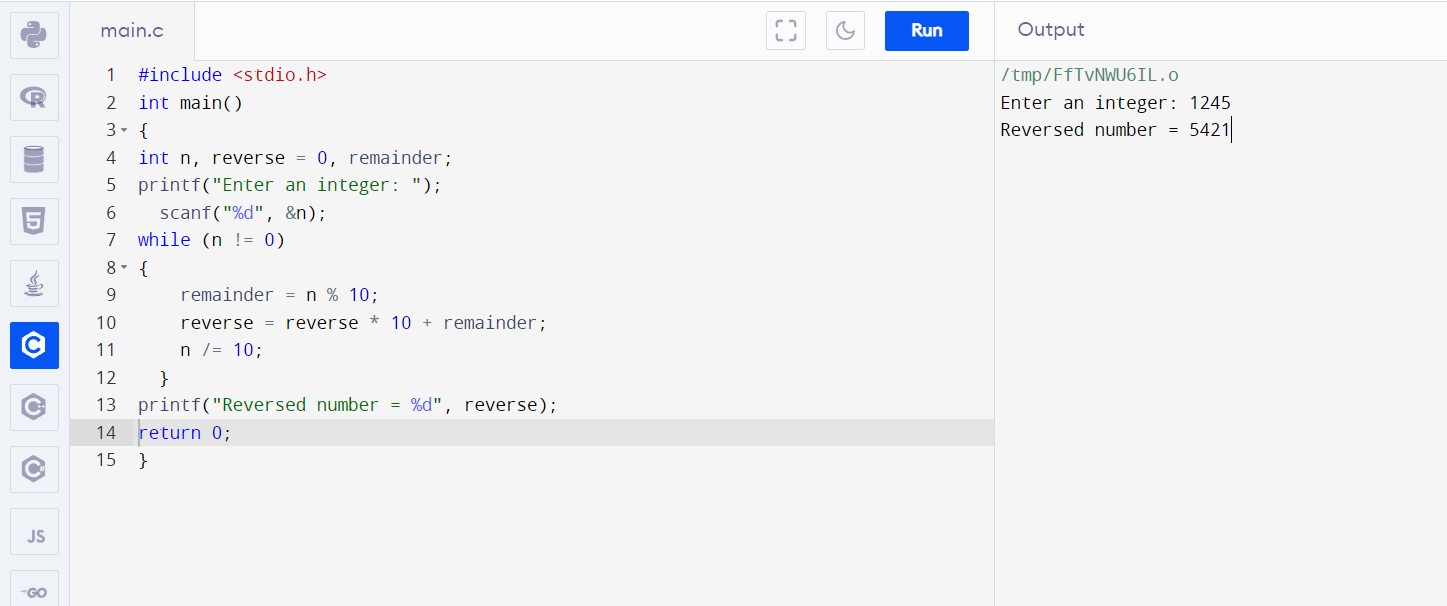 main.c
Run
Output
1 #include <stdio.h>
2 int main()
3 {
4 int n, reverse = 0, remainder;
5 printf("Enter an integer: ");
6   scanf("%d", &n);
7 while (n != 0)
8 {
9     remainder = n % 10;
10     reverse = reverse * 10 + remainder;
11     n /= 10;
12   }
13 printf("Reversed number = %d", reverse);
14 return 0;
15 }
/tmp/FfTvNWU6IL.o
Enter an integer: 1245
Reversed number = 5421
R
5
C
C
C
JS
GO